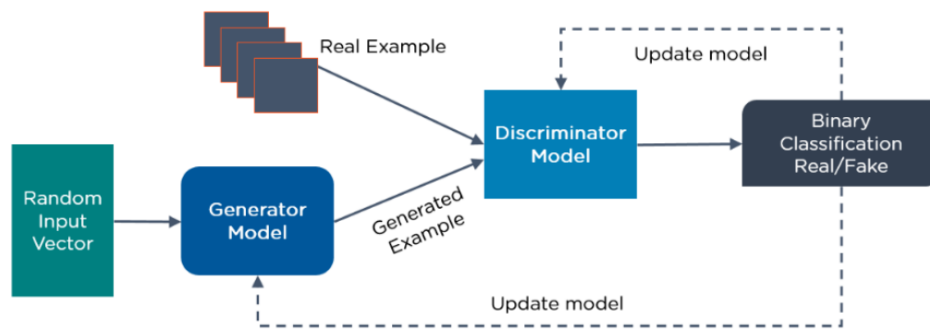 Real Example
Update model
Discriminator
Model
Binary
Classification
Real/Fake
Random
Input
Vector
Generator
Model
Generated
Example
Update model